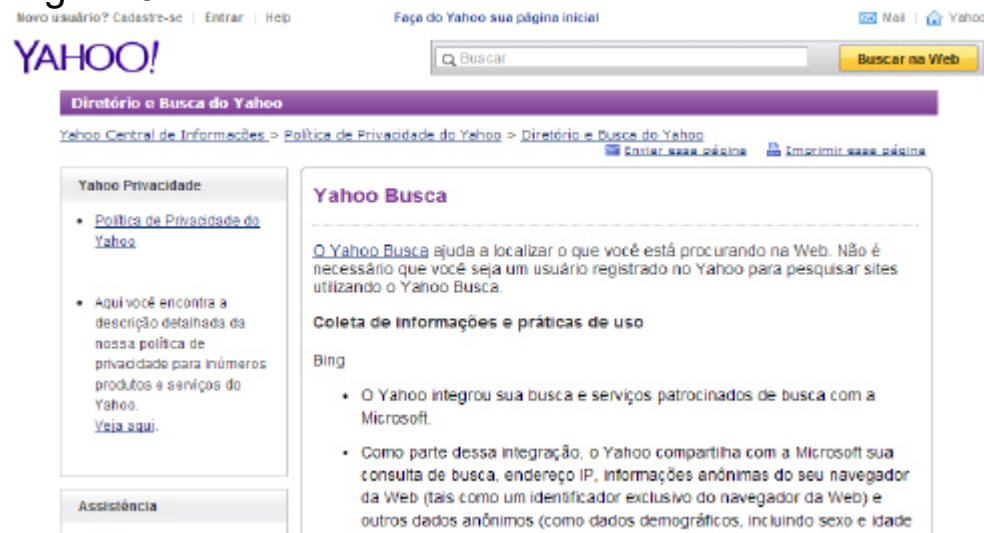 Novo usuário? Cadastre-se | Entrar | Help
Faça do Yahoo sua página inicial
Mail | Yahoo
YAHOO!
Buscar
Buscar na Web
Diretório e Busca do Yahoo
Yahoo Central de Informações > Política de Privacidade do Yahoo > Diretório e Busca do Yahoo
Enviar essa página Imprimir essa página
Yahoo Privacidade
• Política de Privacidade do
Yahoo
• Aqui você encontra a
descrição detalhada da
nossa política de
privacidade para inúmeros
produtos e serviços do
Yahoo.
Veja aqui.
Assistência
Yahoo Busca
O Yahoo Busca ajuda a localizar o que você está procurando na Web. Não é
necessário que você seja um usuário registrado no Yahoo para pesquisar sites
utilizando o Yahoo Busca.
Coleta de informações e práticas de uso
Bing
• O Yahoo integrou sua busca e serviços patrocinados de busca com a
Microsoft.
• Como parte dessa integração, o Yahoo compartilha com a Microsoft sua
consulta de busca, endereço IP, informações anônimas do seu navegador
da Web (tais como um identificador exclusivo do navegador da Web) e
outros dados anônimos (como dados demográficos, incluindo sexo e idade